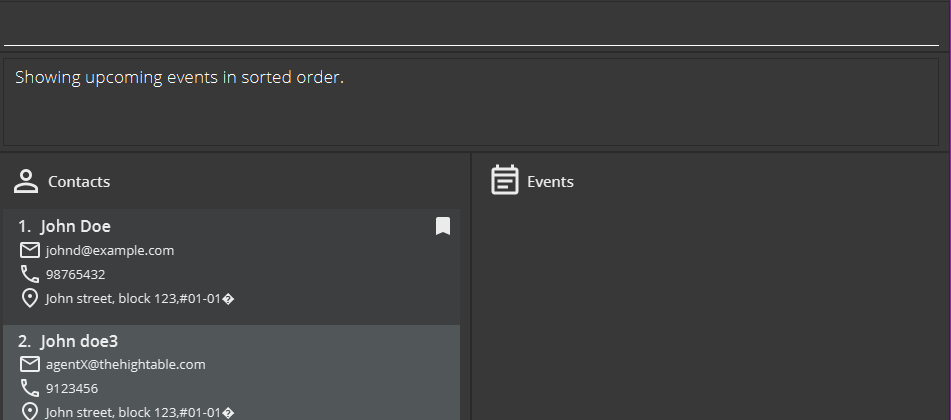 Showing upcoming events in sorted order.
Contacts
Events
1. John Doe
johnd@example.com
98765432
John street, block 123,#01-01�
2. John doe3
agentX@thehightable.com
9123456
John street, block 123,#01-01�